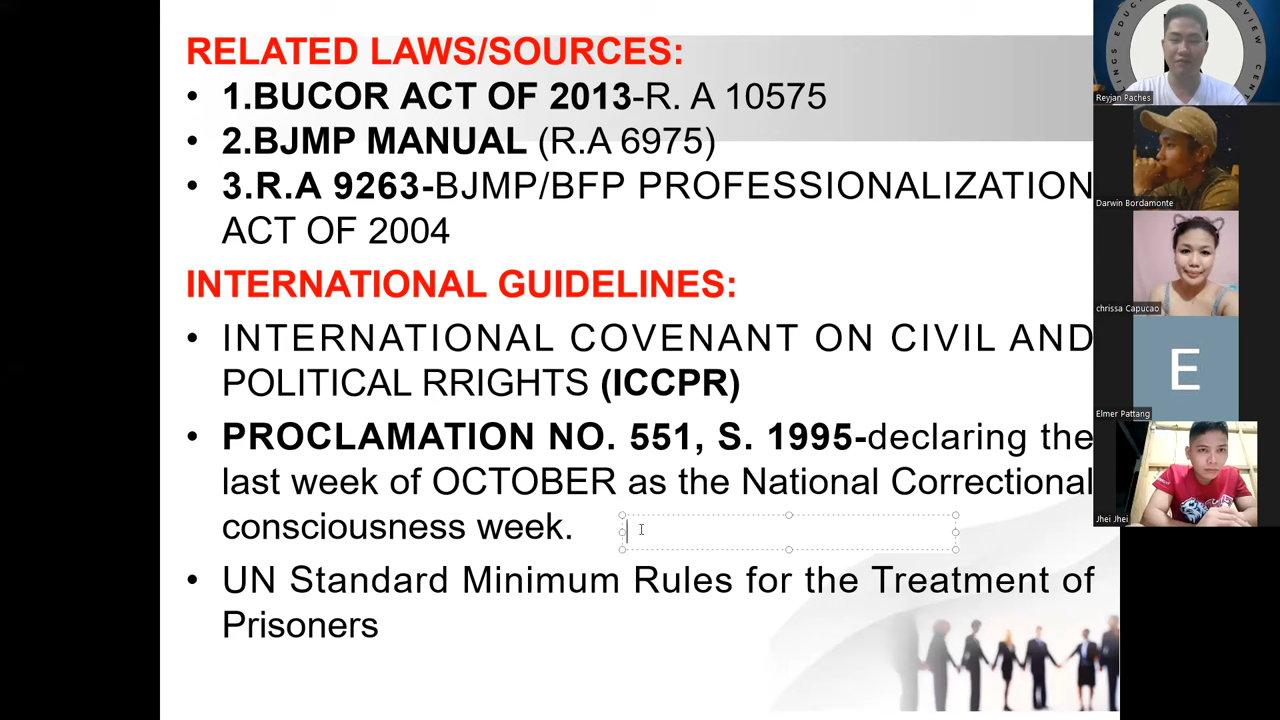 RELATED LAWS/SOURCES:
• 1.BUCOR ACT OF 2013-R. A 10575
• 2.BJMP MANUAL (R.A 6975)
• 3.R.A 9263-BJMP/BFP PROFESSIONALIZATION
ACT OF 2004
INTERNATIONAL GUIDELINES:
• INTERNATIONAL COVENANT ON CIVIL AND
POLITICAL RRIGHTS (ICCPR)
• PROCLAMATION NO. 551, S. 1995-declaring the
last week of OCTOBER as the National Correctional
consciousness week.
• UN Standard Minimum Rules for the Treatment of
Prisoners
Reyjan Paches
Darwin Bordamonte
chrissa Capucao
E
Elmer Pattang
Jhei Jhei